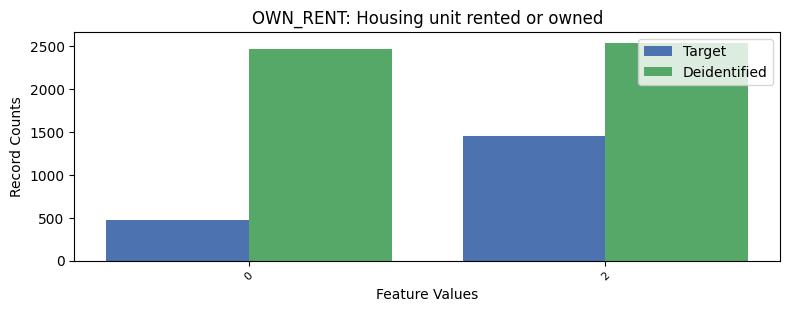 OWN_RENT: Housing unit rented or owned
Target
Deidentified
Record Counts
2500
2000
1500
1000
500
0
0
2
Feature Values